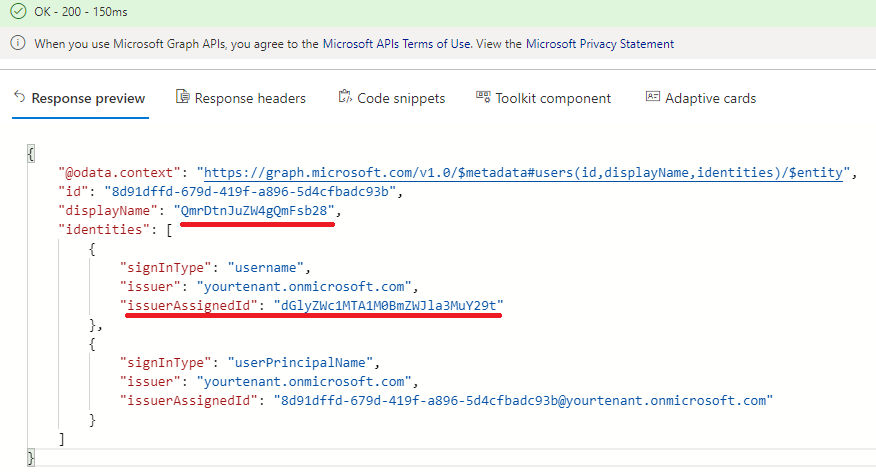 OK - 200 - 150ms
When you use Microsoft Graph APIs, you agree to the Microsoft APIs Terms of Use. View the Microsoft Privacy Statement
Response preview Response headers Code snippets Toolkit component Adaptive cards
{
"@odata.context": "https://graph.microsoft.com/v1.0/$metadata#users(id,displayName,identities)/$entity",
"id": "8d91dffd-679d-419f-a896-5d4cfbadc93b",
"displayName": "QmrDtnJuZW4gQmFsb28",
"identities": [
{
"signInType": "username",
"issuer": "yourtenant.onmicrosoft.com",
"issuerAssignedId": "dGlyZWc1MTA1M0BmZWJla3MuY29t"
},
{
"signInType": "userPrincipalName",
"issuer": "yourtenant.onmicrosoft.com",
"issuerAssignedId": "8d91dffd-679d-419f-a896-5d4cfbadc93b@yourtenant.onmicrosoft.com"
}
]
}